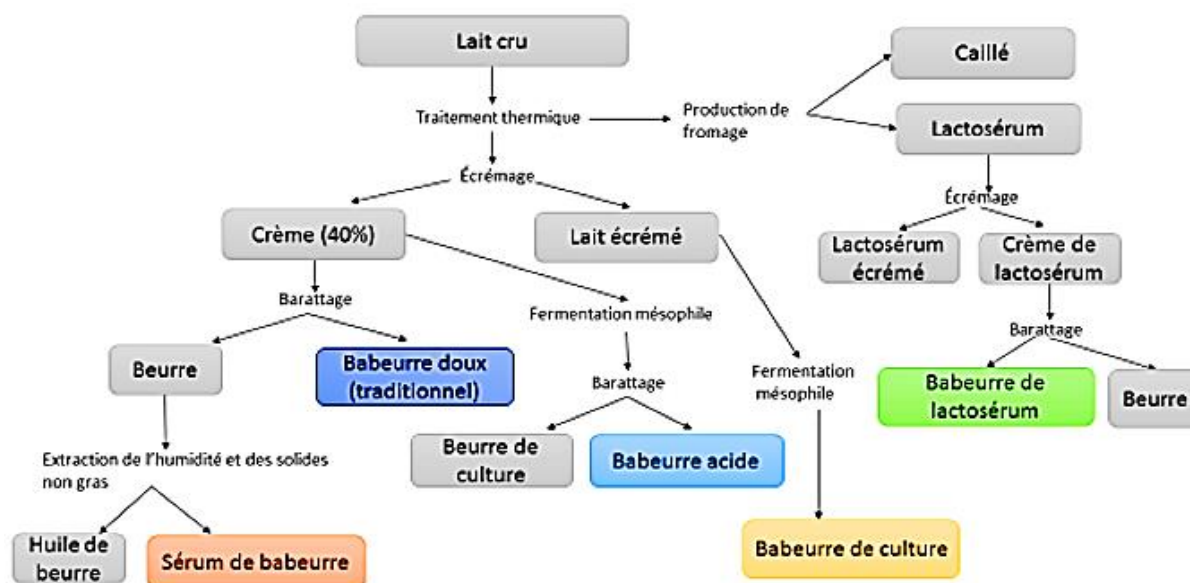 Lait cru
Caillé
Traitement thermique
Production de
fromage
Lactosérum
Écrémage
Écrémage
Crème (40%)
Lait écrémé
Lactosérum
écrémé
Crème de
lactosérum
Barattage
Fermentation mésophile
Barattage
Beurre
Babeurre doux
(traditionnel)
Fermentation
mésophile
Babeurre de
lactosérum
Beurre
Barattage
Beurre de
culture
Babeurre acide
Extraction de l'humidité et des solides
non gras
Huile de
beurre
Sérum de babeurre
Babeurre de culture